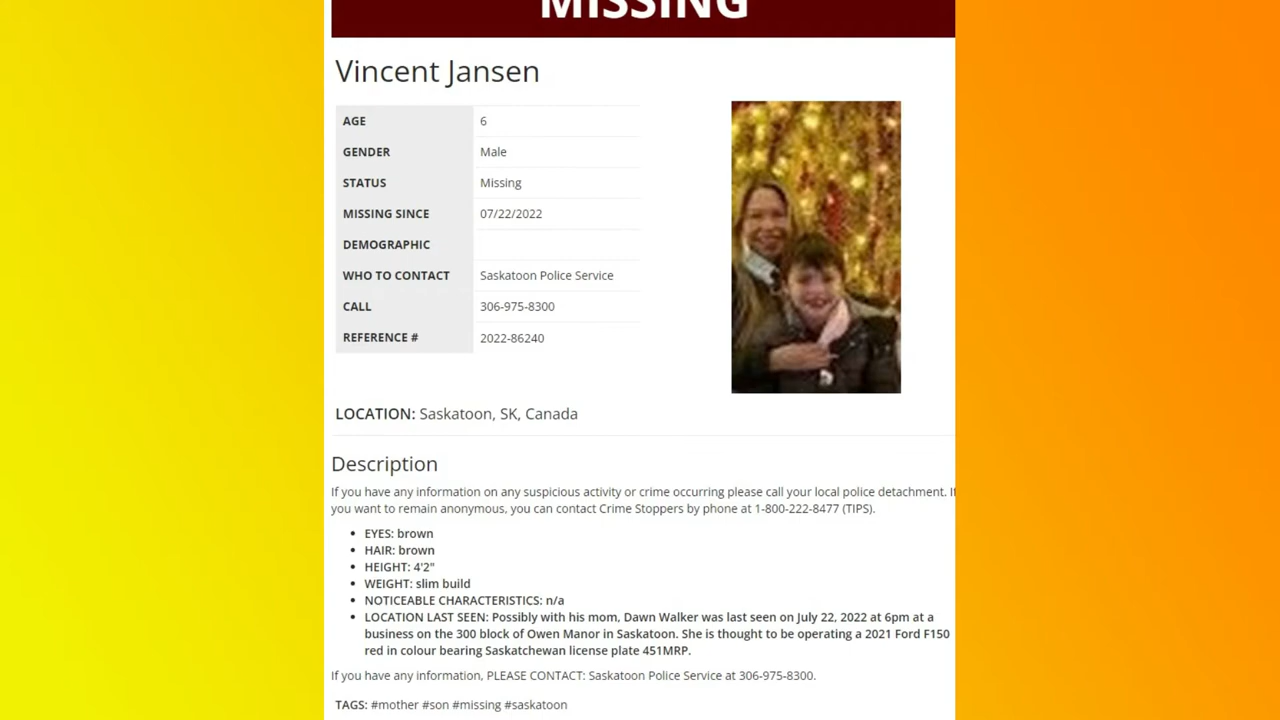 MISSING
Vincent Jansen
AGE 6
GENDER Male
STATUS Missing
MISSING SINCE 07/22/2022
DEMOGRAPHIC
WHO TO CONTACT Saskatoon Police Service
CALL 306-975-8300
REFERENCE # 2022-86240
LOCATION: Saskatoon, SK, Canada
Description
If you have any information on any suspicious activity or crime occurring please call your local police detachment. If
you want to remain anonymous, you can contact Crime Stoppers by phone at 1-800-222-8477 (TIPS).
• EYES: brown
• HAIR: brown
• HEIGHT: 4'2"
• WEIGHT: slim build
• NOTICEABLE CHARACTERISTICS: n/a
• LOCATION LAST SEEN: Possibly with his mom, Dawn Walker was last seen on July 22, 2022 at 6pm at a
business on the 300 block of Owen Manor in Saskatoon. She is thought to be operating a 2021 Ford F150
red in colour bearing Saskatchewan license plate 451MRP.
If you have any information, PLEASE CONTACT: Saskatoon Police Service at 306-975-8300.
TAGS: #mother #son #missing #saskatoon